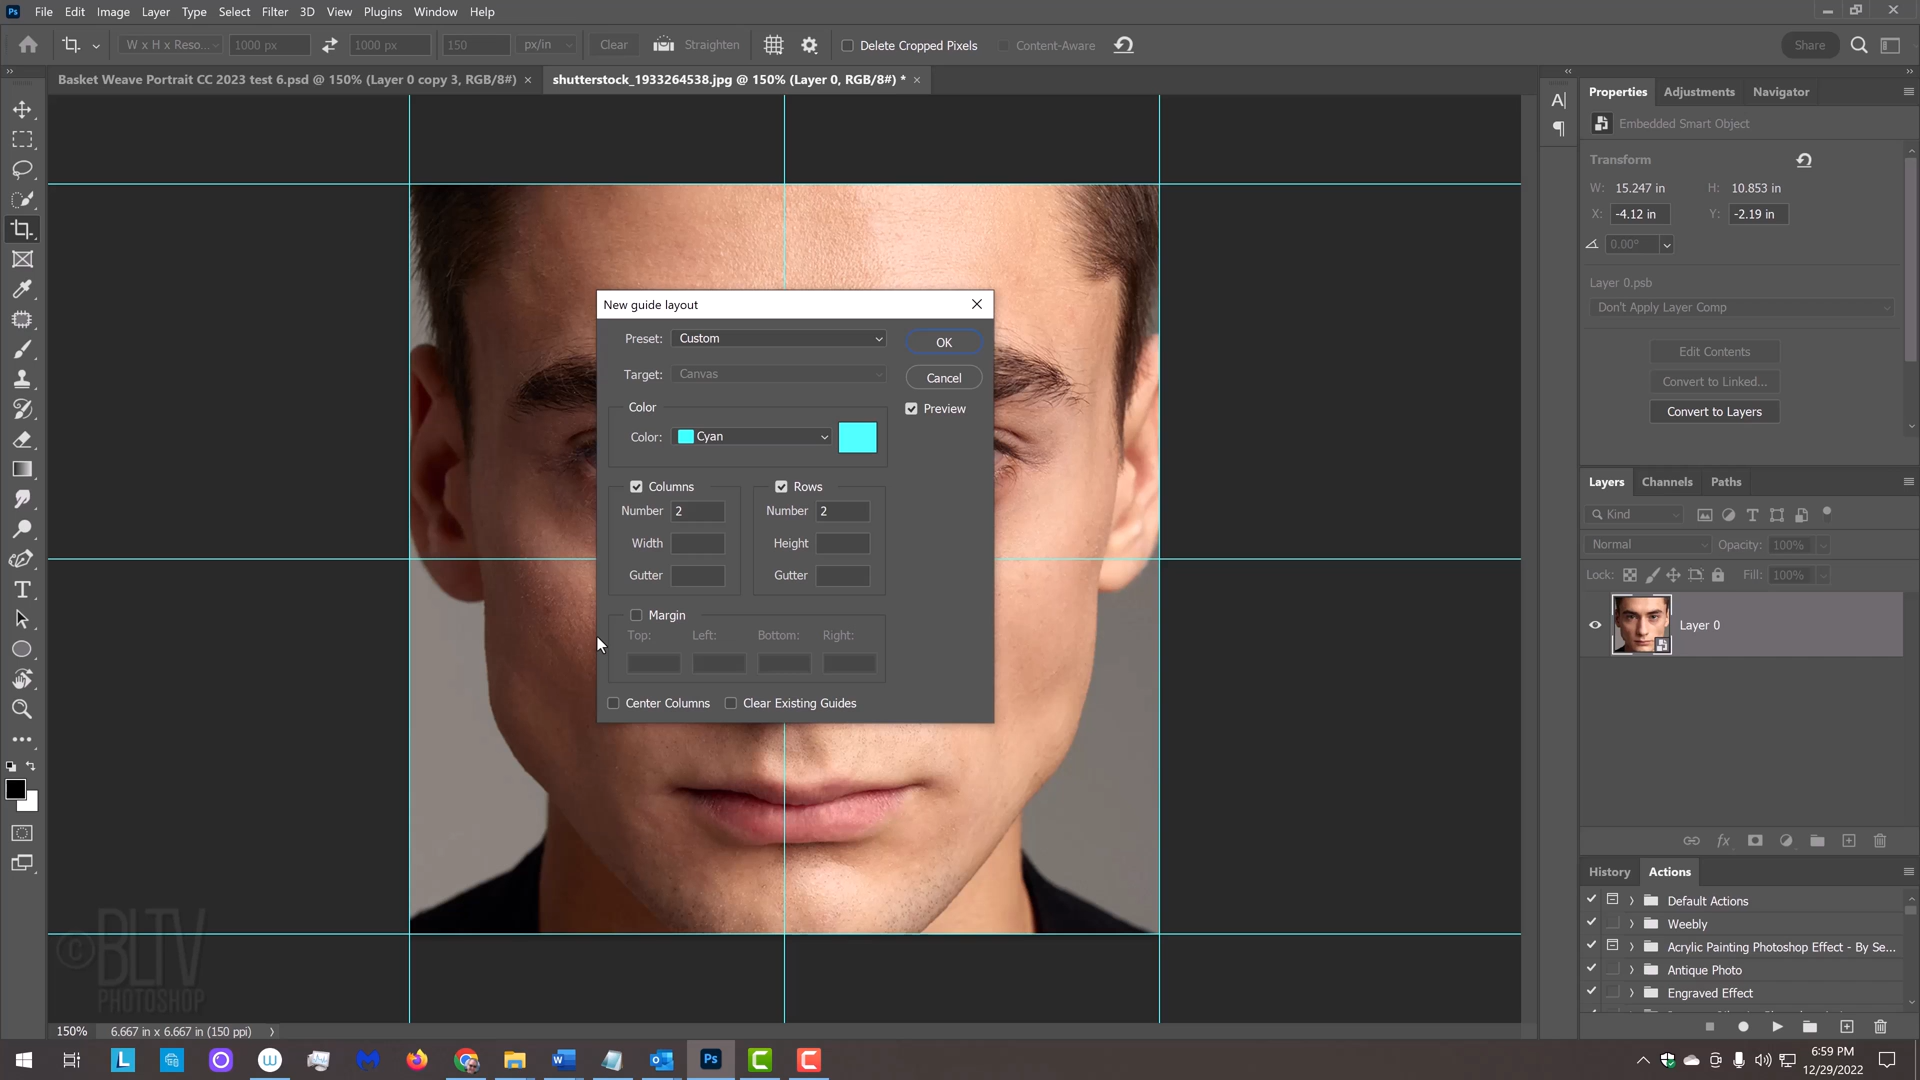 Ps File Edit Image Layer Type Select Filter 3D View Plugins Window Help
W x H x Reso... 1000 px 1000 px 150 px/in Clear Straighten Delete Cropped Pixels Content-Aware Share
Basket Weave Portrait CC 2023 test 6.psd @ 150% (Layer 0 copy 3, RGB/8#) × shutterstock_1933264538.jpg @ 150% (Layer 0, RGB/8#) * ×
Properties Adjustments Navigator
Embedded Smart Object
Transform
W: 15.247 in H: 10.853 in
X: -4.12 in Y: -2.19 in
0.00°
Layer 0.psb
Don't Apply Layer Comp
Edit Contents
Convert to Linked...
Convert to Layers
New guide layout
Preset: Custom OK
Target: Canvas Cancel
Color Preview
Color: Cyan
Columns Rows
Number 2 Number 2
Width Height
Gutter Gutter
Margin
Top: Left: Bottom: Right:
Center Columns Clear Existing Guides
Layers Channels Paths
Kind
Normal Opacity: 100%
Lock: Fill: 100%
Layer 0
fx
History Actions
Default Actions
Weebly
Acrylic Painting Photoshop Effect - By Se...
Antique Photo
Engraved Effect
© BLTV
PHOTOSHOP
150% 6.667 in x 6.667 in (150 ppi)
6:59 PM
12/29/2022